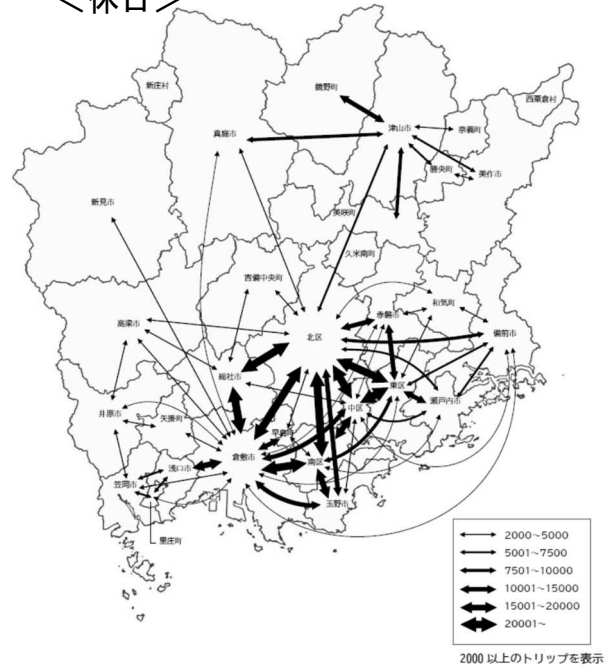 ＜休日＞
新庄村
鏡野町
西粟倉村
真庭市
津山市
奈義町
勝央町
美作市
新見市
美咲町
久米南町
吉備中央町
和気町
赤磐市
高梁市
北区
備前市
総社市
東区
瀬戸内市
中区
井原市
矢掛町
早島町
倉敷市
南区
浅口市
笠岡市
玉野市
里庄町
2000～5000
5001～7500
7501～10000
10001～15000
15001～20000
20001～
2000 以上のトリップを表示